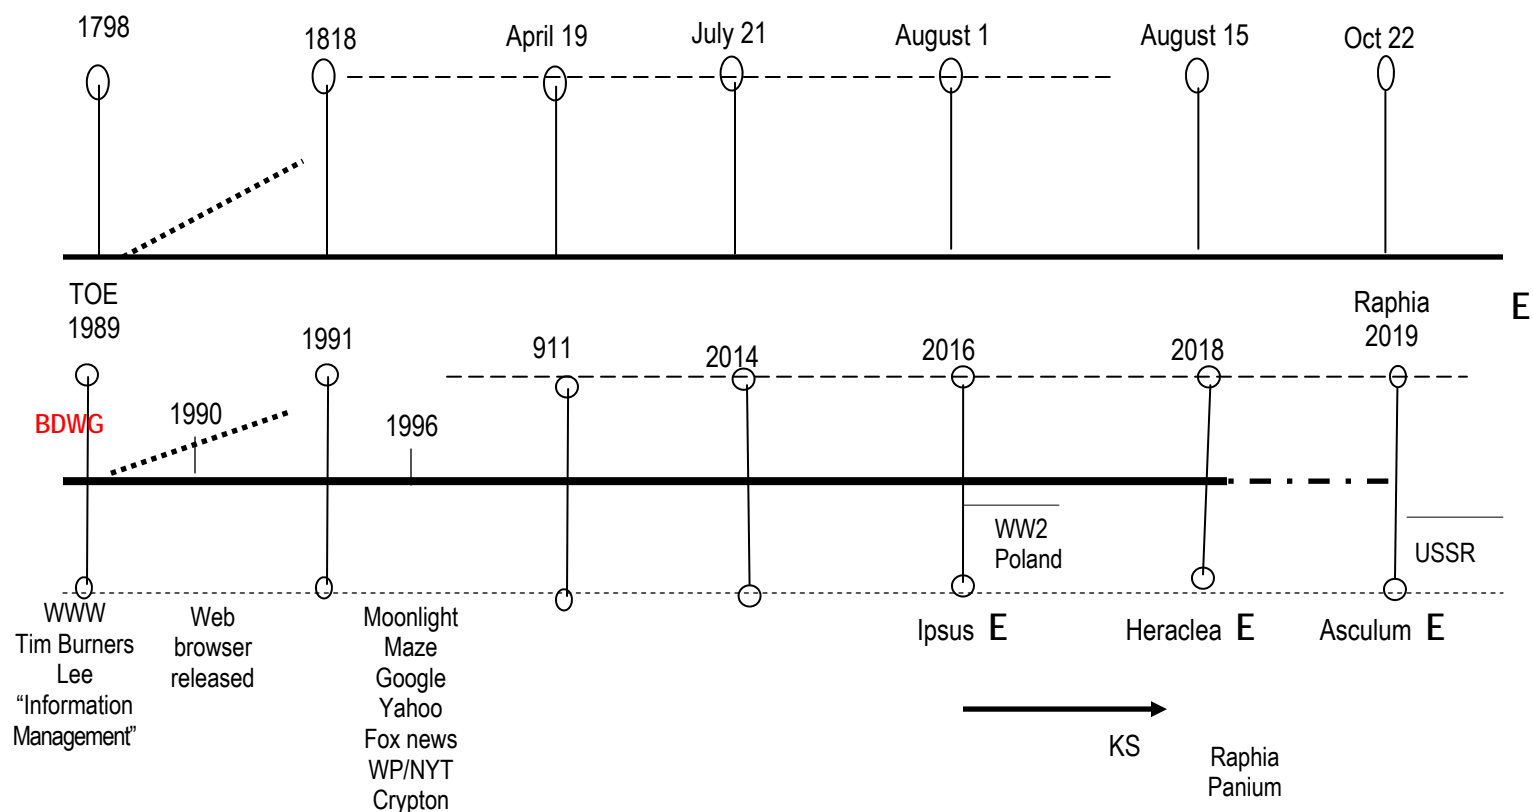 1798
1818
April 19
July 21
August 1
August 15
Oct 22
TOE
1989
1991
911
2014
2016
2018
Raphia
2019
E
BDWG
1990
1996
WW2
Poland
USSR
WWW
Tim Burners
Lee
“Information
Management”
Web
browser
released
Moonlight
Maze
Google
Yahoo
Fox news
WP/NYT
Crypton
Ipsus E
Heraclea E
Asculum E
KS
Raphia
Panium